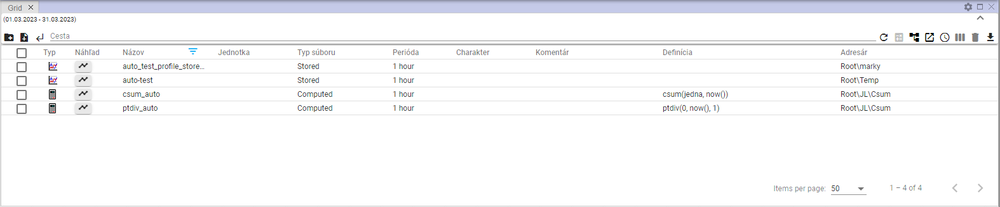 Grid
(01.03.2023 - 31.03.2023)
Cesta
Typ Náhľad Názov Jednotka Typ súboru Perióda Charakter Komentár Definícia Adresár
auto_test_profile_store... Stored 1 hour Root\marky
auto-test Stored 1 hour Root\Temp
csum_auto Computed 1 hour csum(jedna, now()) Root\JL\Csum
ptdiv_auto Computed 1 hour ptdiv(0, now(), 1) Root\JL\Csum
Items per page: 50 1 – 4 of 4